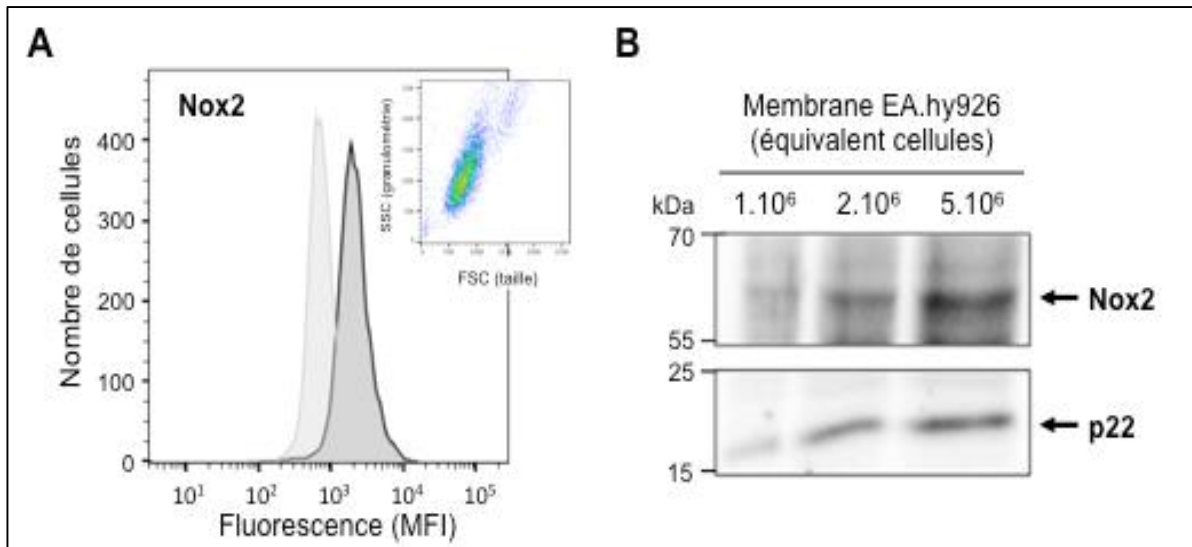 A
Nox2
Nombre de cellules
400
300
200
100
0
10¹ 10² 10³ 10⁴ 10⁵
Fluorescence (MFI)
SSC (granulométrie)
FSC (taille)
B
Membrane EA.hy926
(équivalent cellules)
kDa 1.10⁶ 2.10⁶ 5.10⁶
70
Nox2
55
25
p22
15